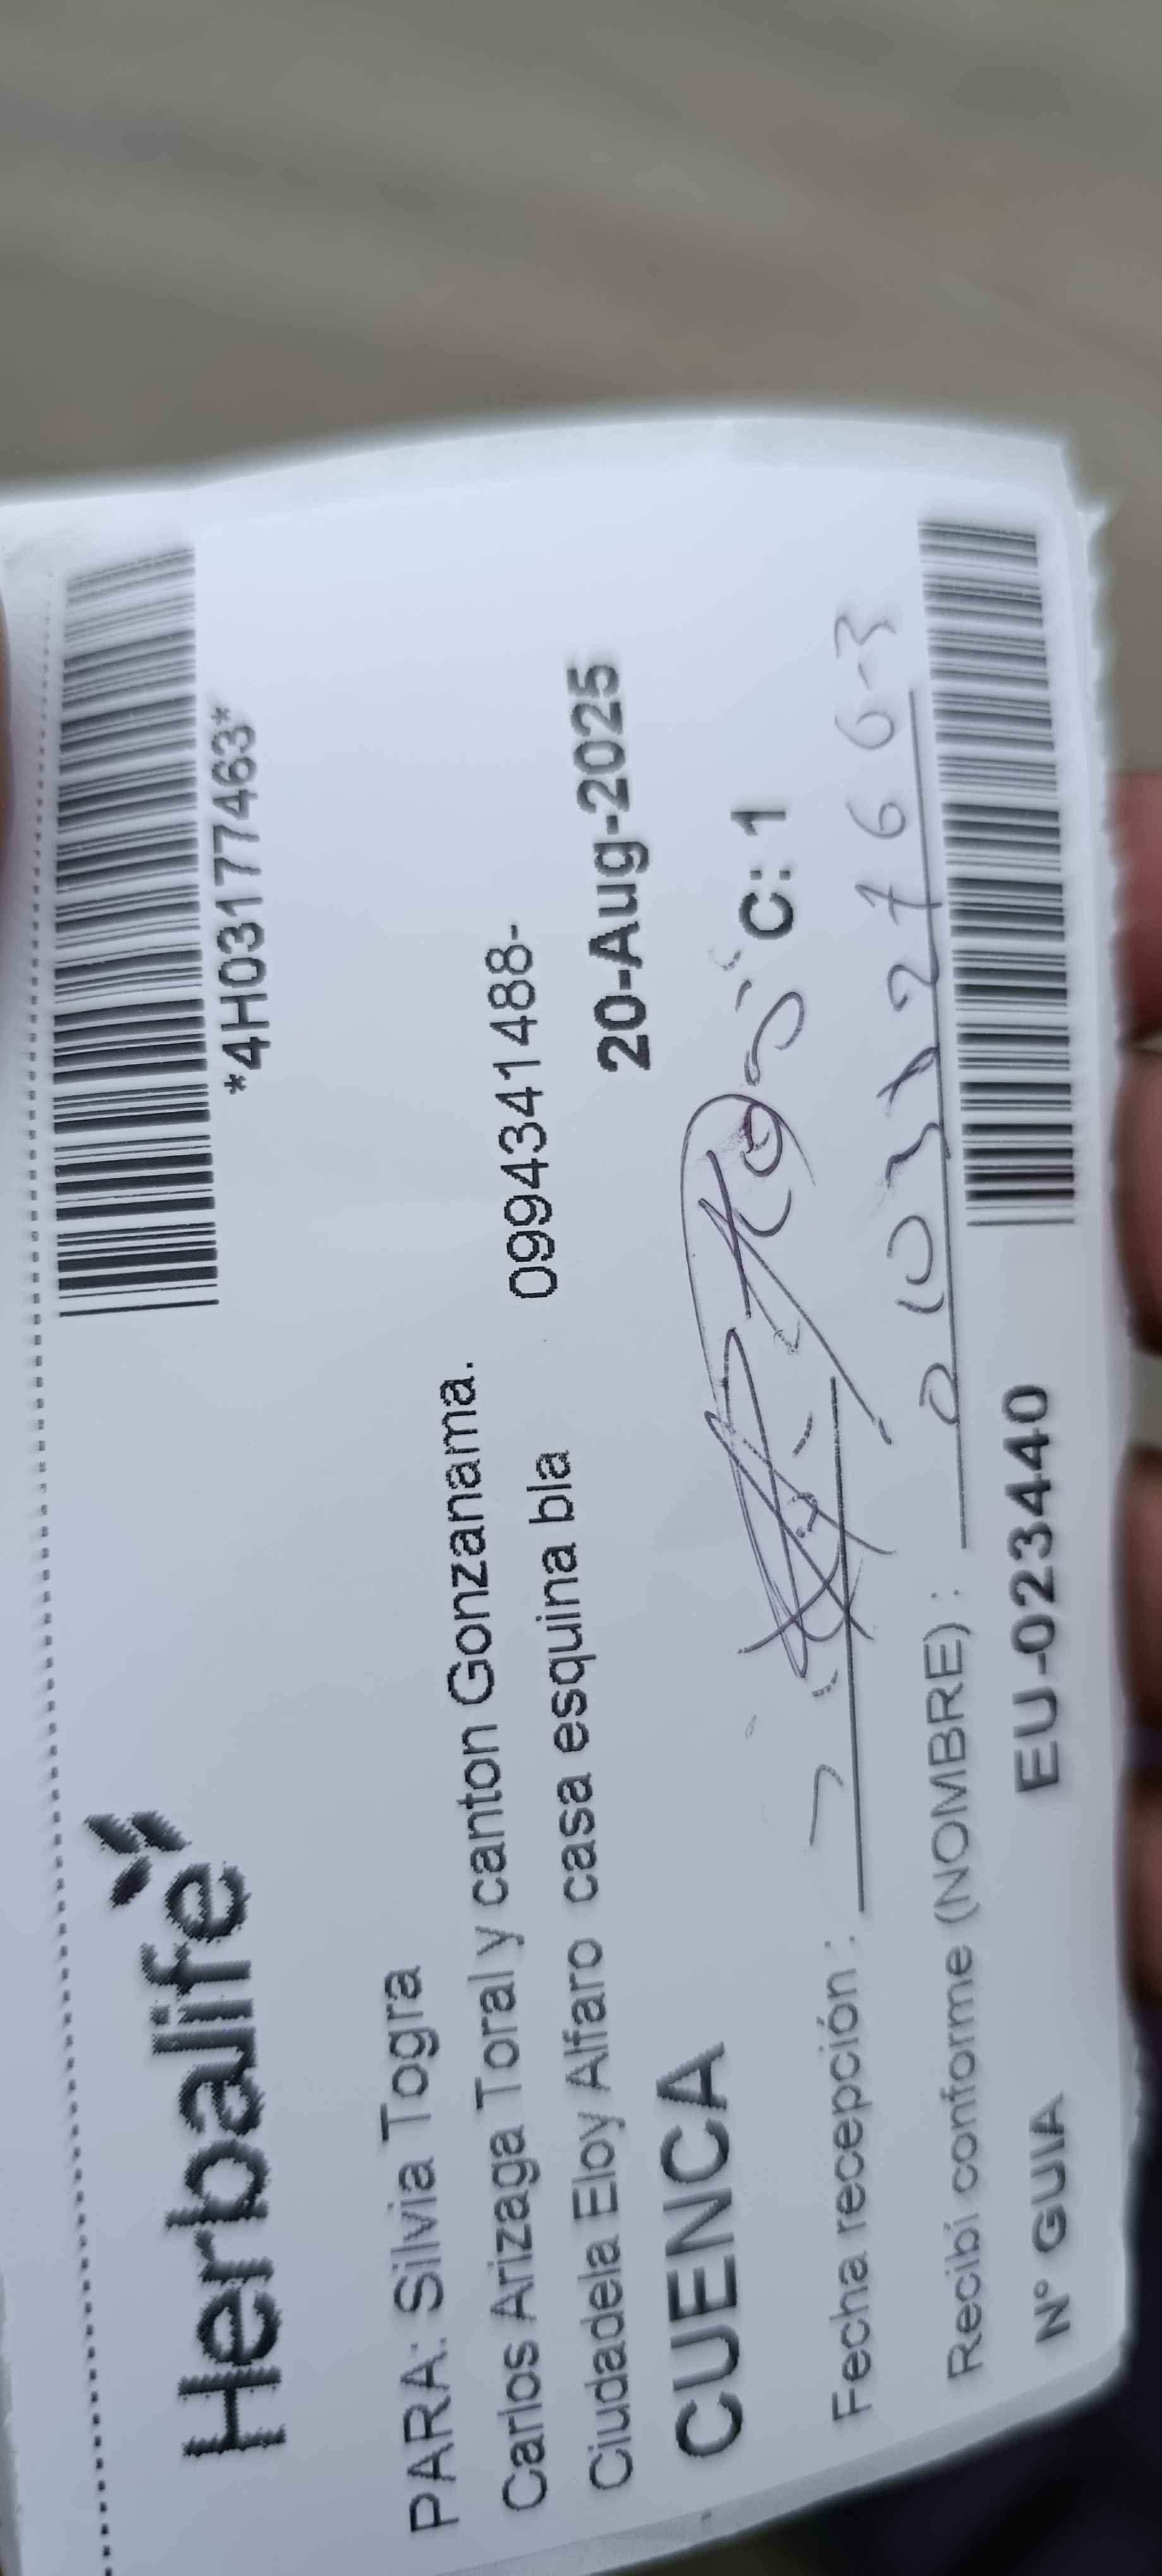 Herbalife
*4H03177463*
PARA: Silvia Togra
Carlos Arizaga Toral y canton Gonzanama.
Ciudadela Eloy Alfaro casa esquina bla 0994341488-
CUENCA 20-Aug-2025
C: 1
Fecha recepción :
Recibí conforme (NOMBRE) :
N° GUIA EU-023440